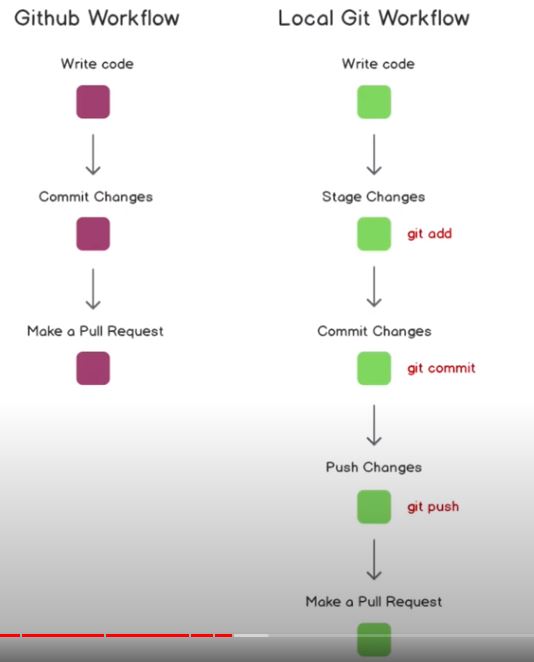 Github Workflow
Write code
Commit Changes
Make a Pull Request
Local Git Workflow
Write code
Stage Changes
git add
Commit Changes
git commit
Push Changes
git push
Make a Pull Request